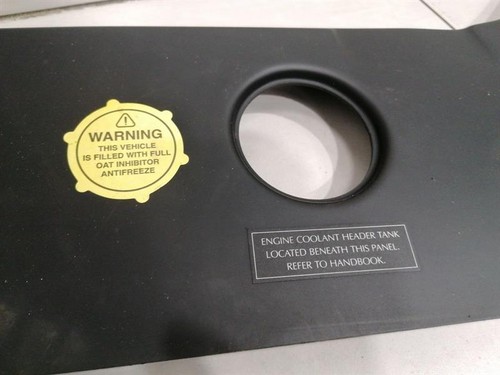 WARNING
THIS VEHICLE
IS FILLED WITH FULL
OAT INHIBITOR
ANTIFREEZE
ENGINE COOLANT HEADER TANK
LOCATED BENEATH THIS PANEL.
REFER TO HANDBOOK.